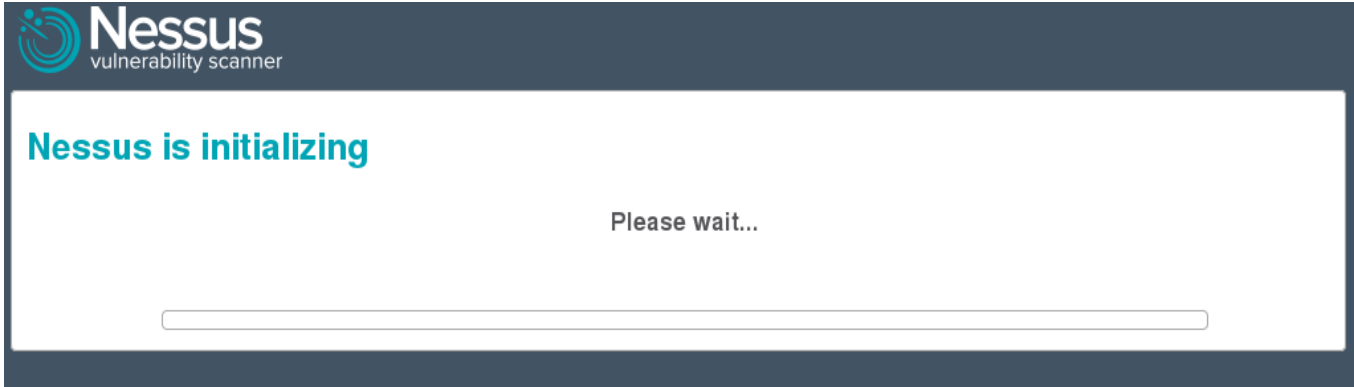 Nessus
vulnerability scanner
Nessus is initializing
Please wait...